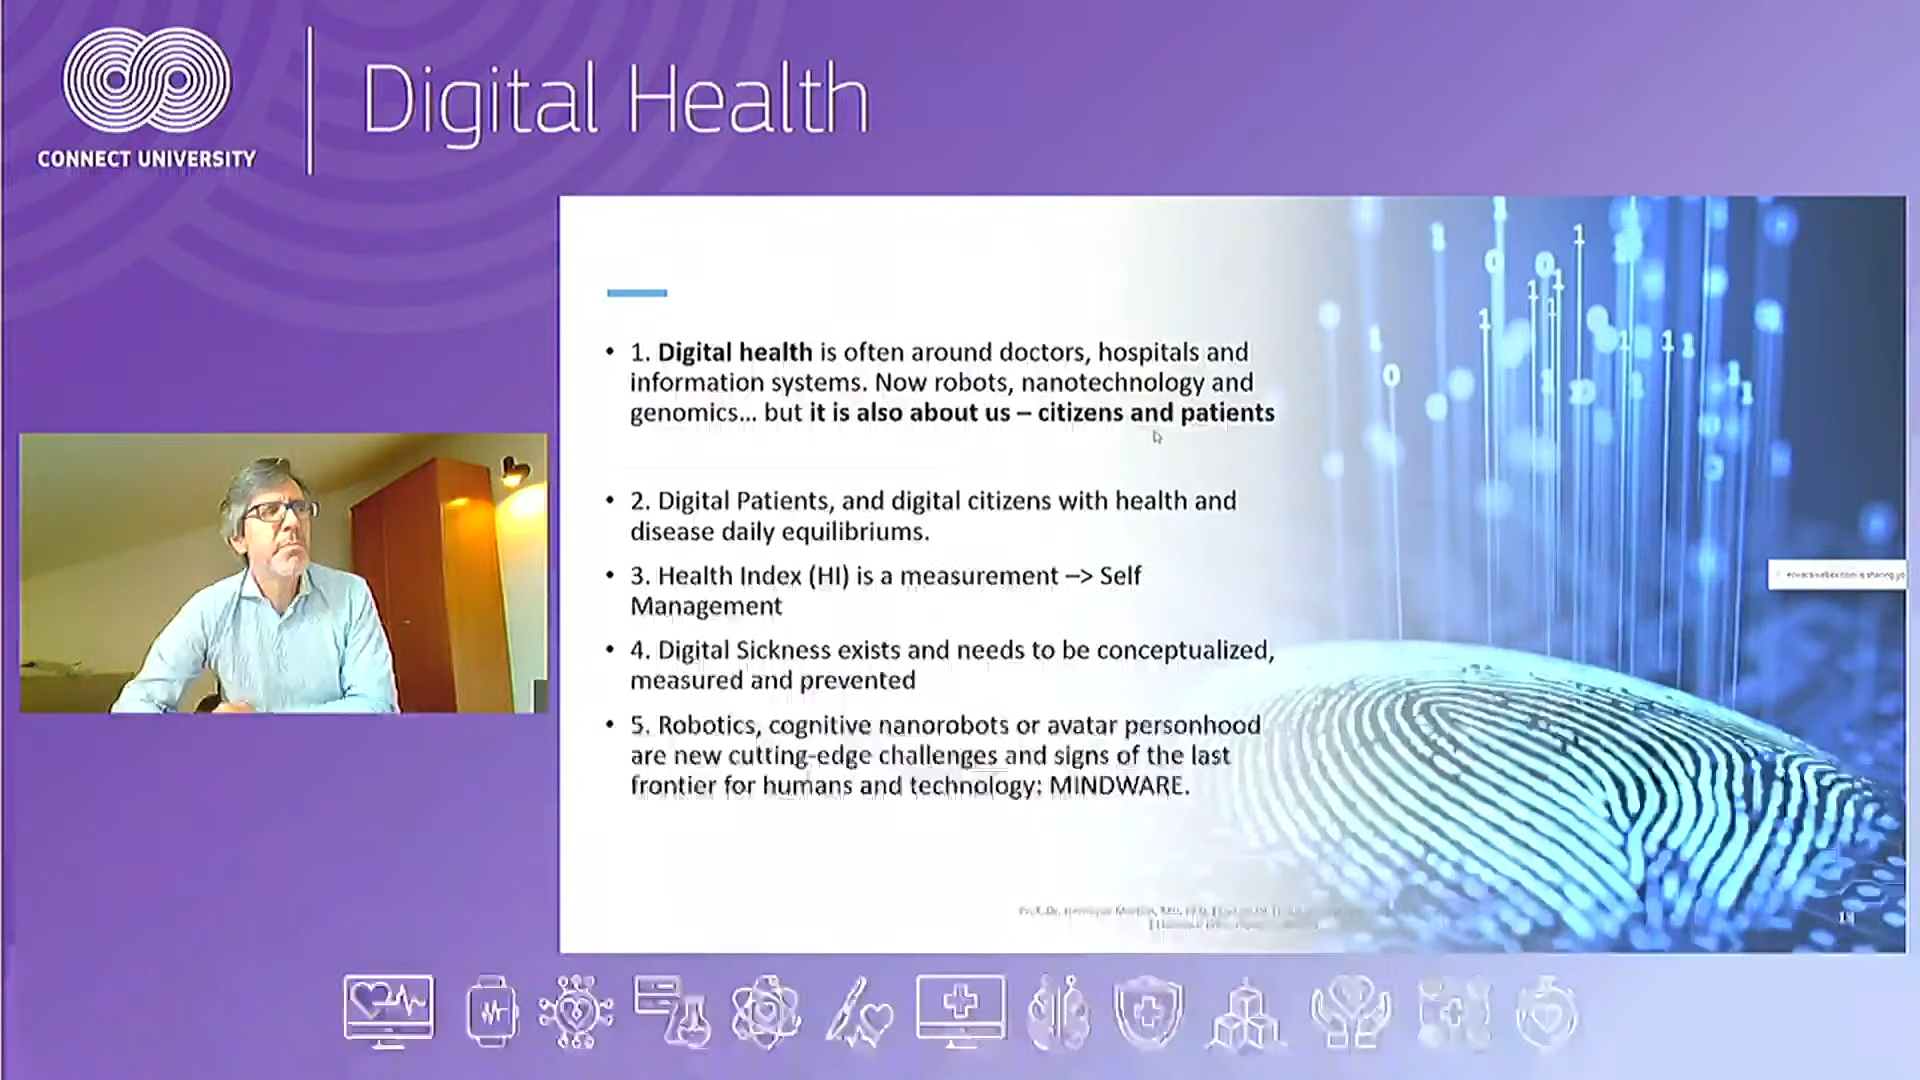 CONNECT UNIVERSITY
Digital Health
• 1. Digital health is often around doctors, hospitals and
information systems. Now robots, nanotechnology and
genomics... but it is also about us – citizens and patients
• 2. Digital Patients, and digital citizens with health and
disease daily equilibriums.
• 3. Health Index (HI) is a measurement –> Self
Management
• 4. Digital Sickness exists and needs to be conceptualized,
measured and prevented
• 5. Robotics, cognitive nanorobots or avatar personhood
are new cutting-edge challenges and signs of the last
frontier for humans and technology: MINDWARE.